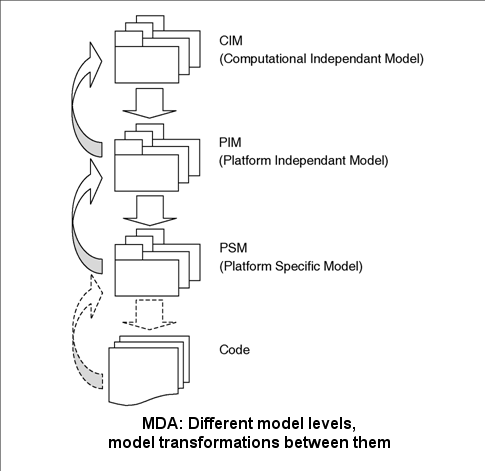 CIM
(Computational Independant Model)
PIM
(Platform Independant Model)
PSM
(Platform Specific Model)
Code
MDA: Different model levels,
model transformations between them